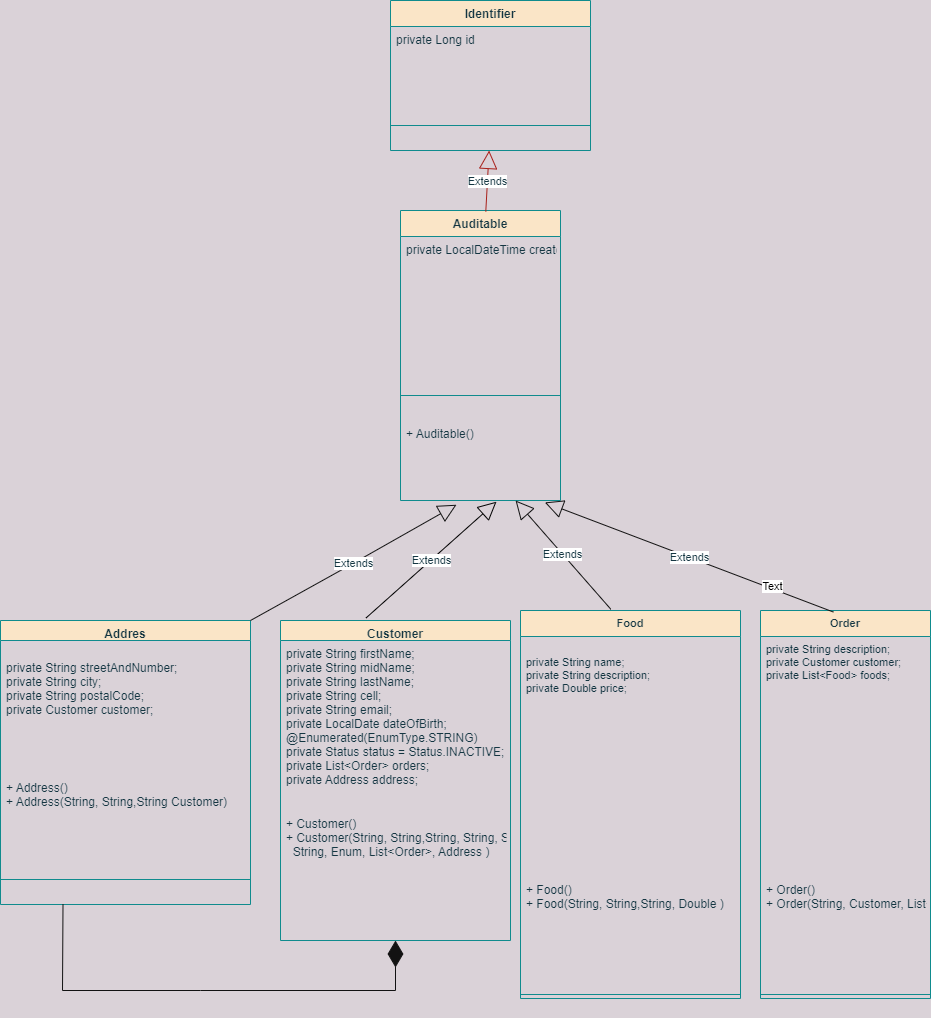 Identifier
private Long id
Extends
Auditable
private LocalDateTime creat
+ Auditable()
Extends
Extends
Extends
Extends
Text
Addres
private String streetAndNumber;
private String city;
private String postalCode;
private Customer customer;
+ Address()
+ Address(String, String,String Customer)
Customer
private String firstName;
private String midName;
private String lastName;
private String cell;
private String email;
private LocalDate dateOfBirth;
@Enumerated(EnumType.STRING)
private Status status = Status.INACTIVE;
private List<Order> orders;
private Address address;
+ Customer()
+ Customer(String, String,String, String, S
String, Enum, List<Order>, Address )
Food
private String name;
private String description;
private Double price;
+ Food()
+ Food(String, String,String, Double )
Order
private String description;
private Customer customer;
private List<Food> foods;
+ Order()
+ Order(String, Customer, List